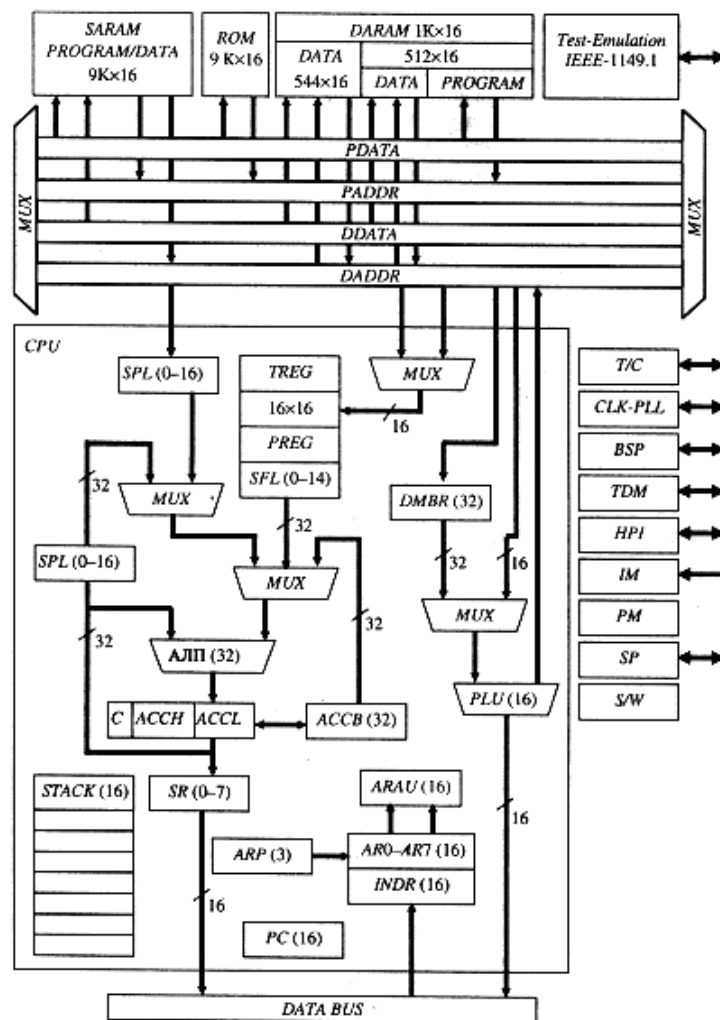 SARAM
PROGRAM/DATA
9K×16
ROM
9 K×16
DARAM 1K×16
DATA
544×16
512×16
DATA
PROGRAM
Test-Emulation
IEEE-1149.1
MUX
PDATA
PADDR
DDATA
DADDR
MUX
CPU
SPL (0–16)
TREG
16×16
PREG
SFL (0–14)
MUX
16
32
MUX
DMBR (32)
32
SPL (0–16)
MUX
32
16
32
MUX
32
АЛП (32)
C
ACCH
ACCL
ACCB (32)
PLU (16)
STACK (16)
SR (0–7)
ARAU (16)
16
ARP (3)
AR0–AR7 (16)
INDR (16)
16
PC (16)
DATA BUS
T/C
CLK-PLL
BSP
TDM
HPI
IM
PM
SP
S/W